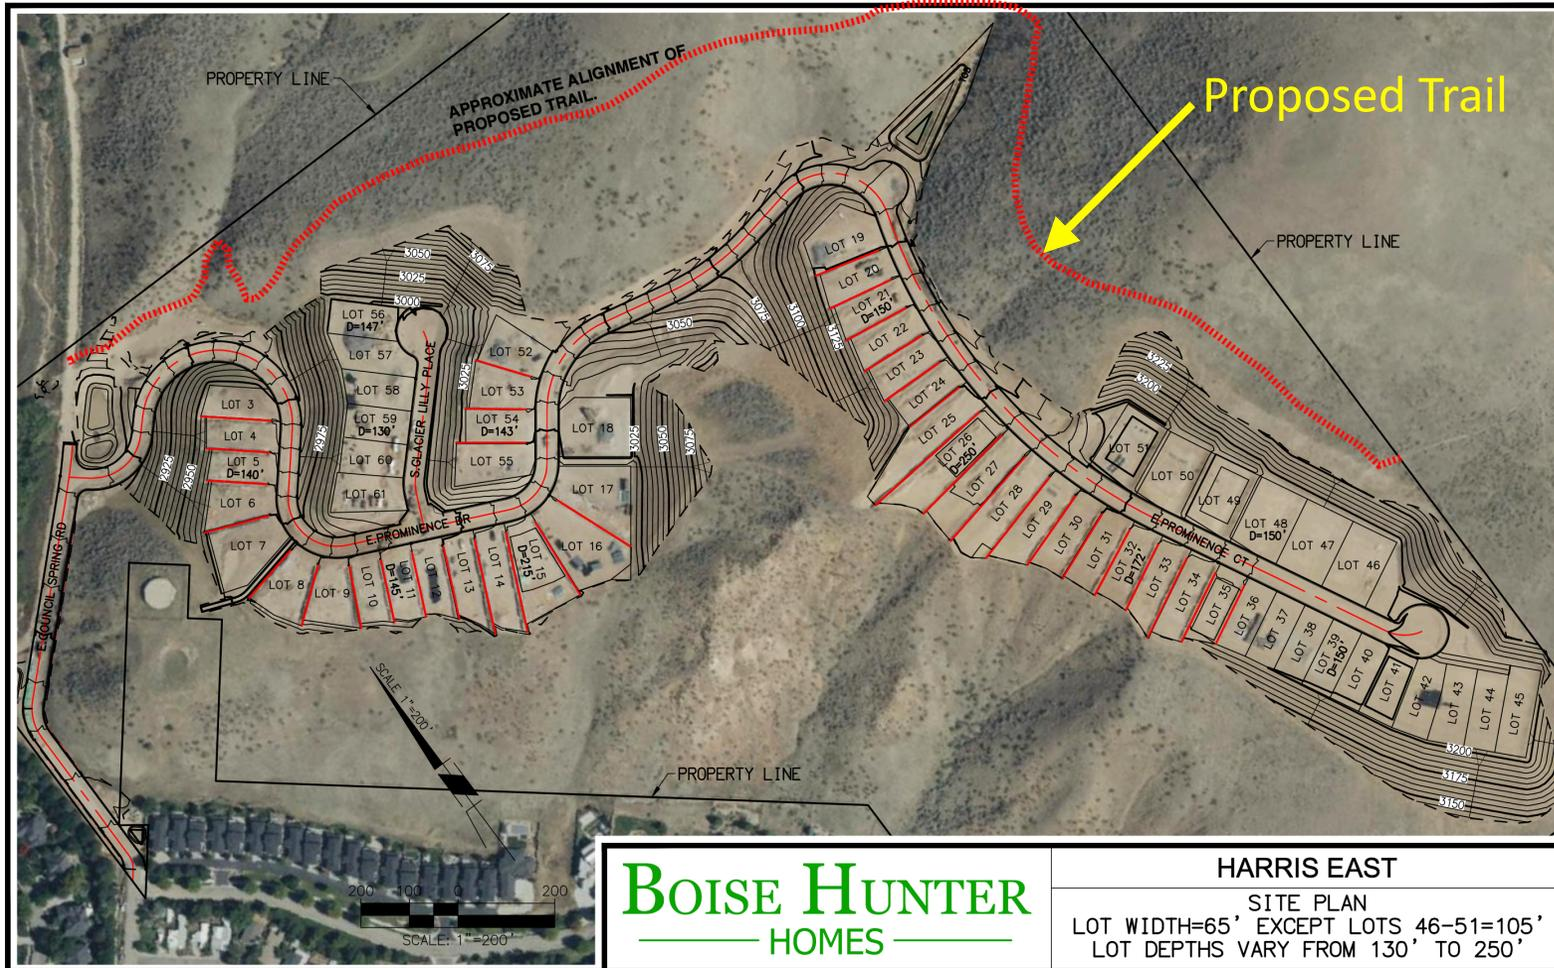 PROPERTY LINE
APPROXIMATE ALIGNMENT OF
PROPOSED TRAIL.
Proposed Trail
PROPERTY LINE
3050
3025
3000
3075
LOT 56
D=147'
LOT 57
LOT 58
LOT 59
D=130'
LOT 60
LOT 61
S.GLACIER LILLY PLACE
3025
LOT 52
LOT 53
LOT 54
D=143'
LOT 55
3050
3075
3100
3125
LOT 18
3025
3050
3075
LOT 17
LOT 16
LOT 3
LOT 4
LOT 5
D=140'
LOT 6
LOT 7
2925
2950
2975
E.PROMINENCE DR
LOT 8
LOT 9
LOT 10
LOT 11
D=145'
LOT 12
LOT 13
LOT 14
LOT 15
D=215'
LOT 19
LOT 20
LOT 21
D=150'
LOT 22
LOT 23
LOT 24
LOT 25
LOT 26
D=250'
LOT 27
LOT 28
LOT 29
LOT 30
LOT 31
LOT 32
D=172'
LOT 33
LOT 34
LOT 35
LOT 36
LOT 37
LOT 38
LOT 39
D=150'
LOT 40
LOT 41
LOT 42
LOT 43
LOT 44
LOT 45
3225
3200
LOT 51
LOT 50
LOT 49
LOT 48
D=150'
LOT 47
LOT 46
E.PROMINENCE CT
3200
3175
3150
E.COUNCIL SPRING RD
SCALE 1"=200'
PROPERTY LINE
200 100 0 200
SCALE: 1"=200'
BOISE HUNTER
HOMES
HARRIS EAST
SITE PLAN
LOT WIDTH=65' EXCEPT LOTS 46-51=105'
LOT DEPTHS VARY FROM 130' TO 250'